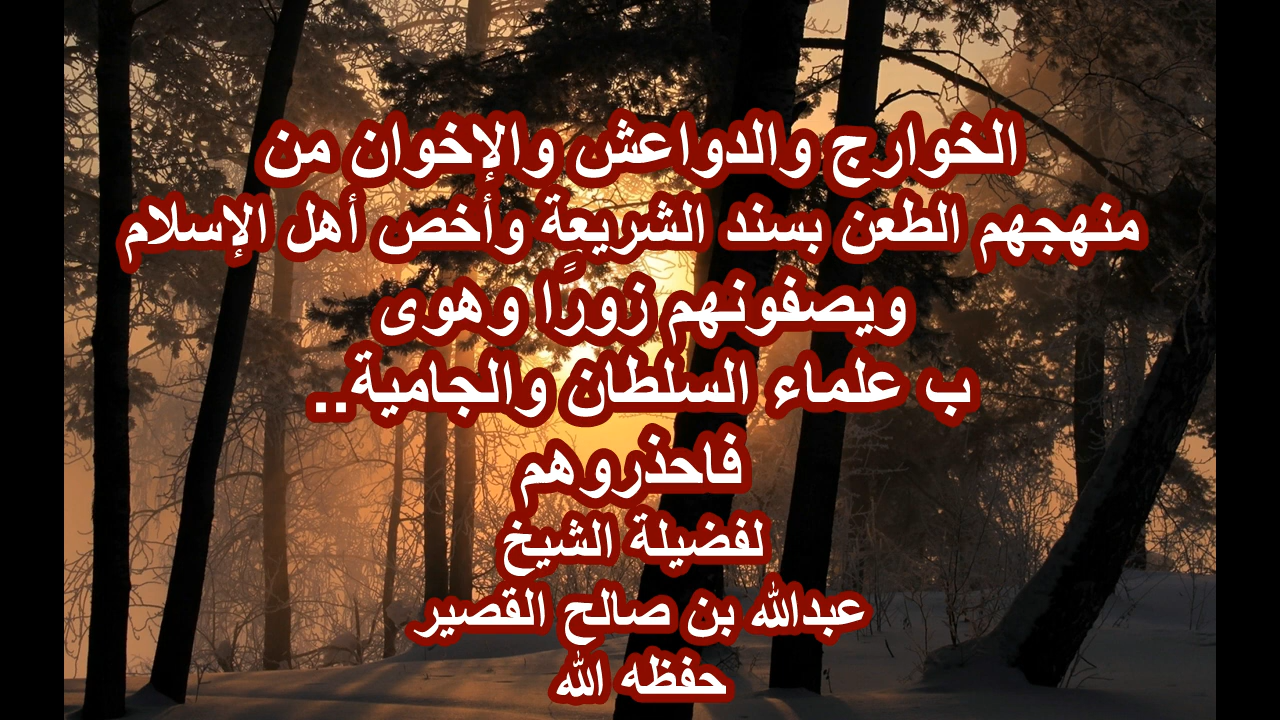 الخوارج والدواعش والإخوان من
منهجهم الطعن بسند الشريعة وأخص أهل الإسلام
ويصفونهم زورًا وهوى
ب علماء السلطان والجامية..
فاحذروهم
لفضيلة الشيخ
عبدالله بن صالح القصير
حفظه الله